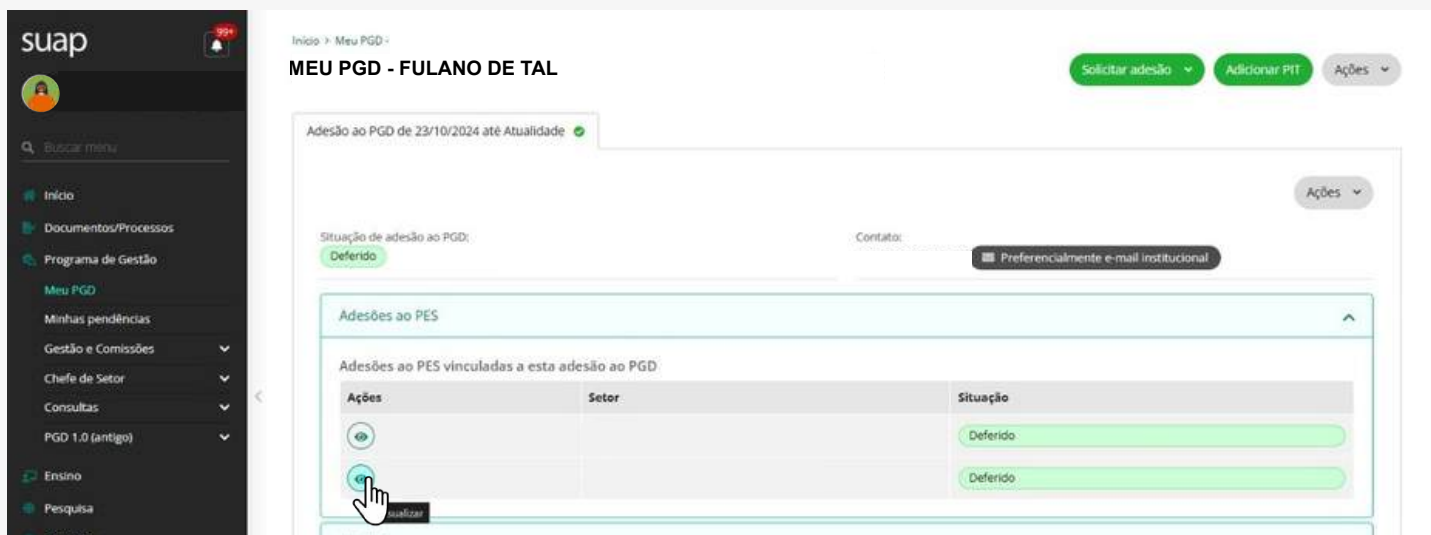 suap
99+
Buscar menu
Início
Documentos/Processos
Programa de Gestão
Meu PGD
Minhas pendências
Gestão e Comissões
Chefe de Setor
Consultas
PGD 1.0 (antigo)
Ensino
Pesquisa
Início > Meu PGD -
MEU PGD - FULANO DE TAL
Solicitar adesão
Adicionar PIT
Ações
Adesão ao PGD de 23/10/2024 até Atualidade
Ações
Situação de adesão ao PGD:
Deferido
Contato:
Preferencialmente e-mail institucional
Adesões ao PES
Adesões ao PES vinculadas a esta adesão ao PGD
Ações Setor Situação
Deferido
Deferido
sualizar